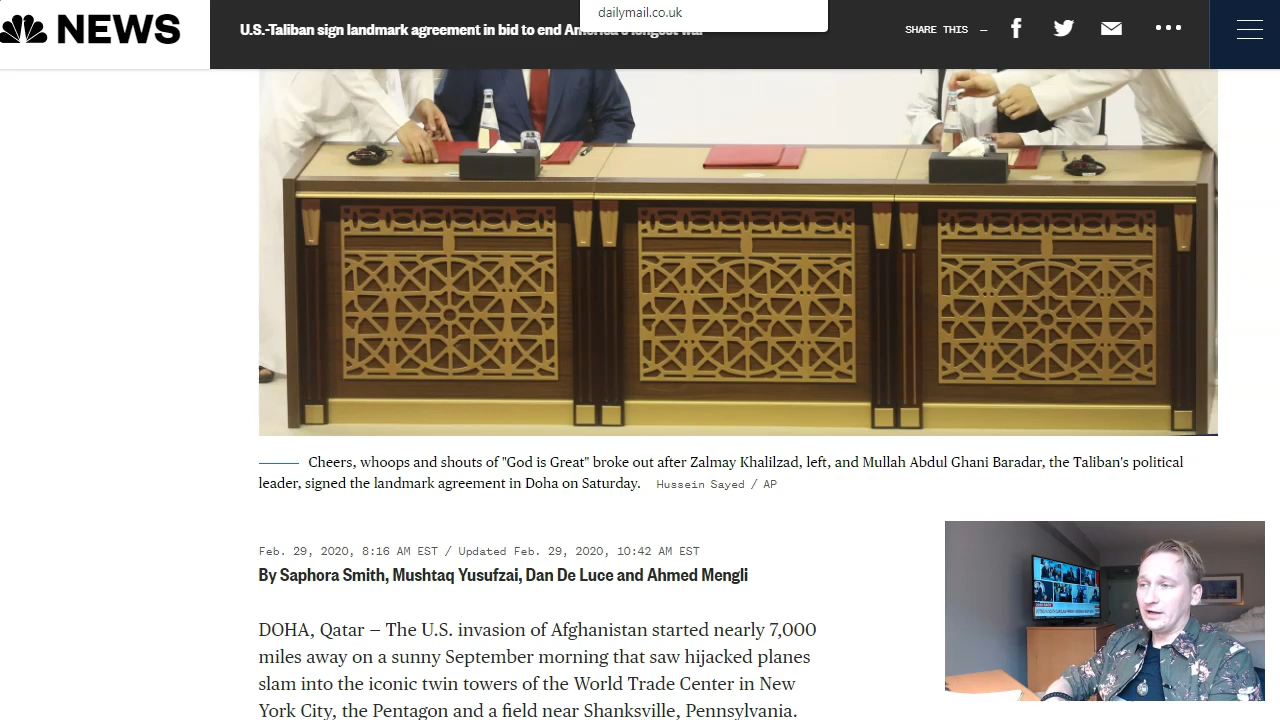 NEWS
U.S.-Taliban sign landmark agreement in bid to end America's longest war
dailymail.co.uk
SHARE THIS —
Cheers, whoops and shouts of "God is Great" broke out after Zalmay Khalilzad, left, and Mullah Abdul Ghani Baradar, the Taliban's political
leader, signed the landmark agreement in Doha on Saturday. Hussein Sayed / AP
Feb. 29, 2020, 8:16 AM EST / Updated Feb. 29, 2020, 10:42 AM EST
By Saphora Smith, Mushtaq Yusufzai, Dan De Luce and Ahmed Mengli
DOHA, Qatar — The U.S. invasion of Afghanistan started nearly 7,000
miles away on a sunny September morning that saw hijacked planes
slam into the iconic twin towers of the World Trade Center in New
York City, the Pentagon and a field near Shanksville, Pennsylvania.